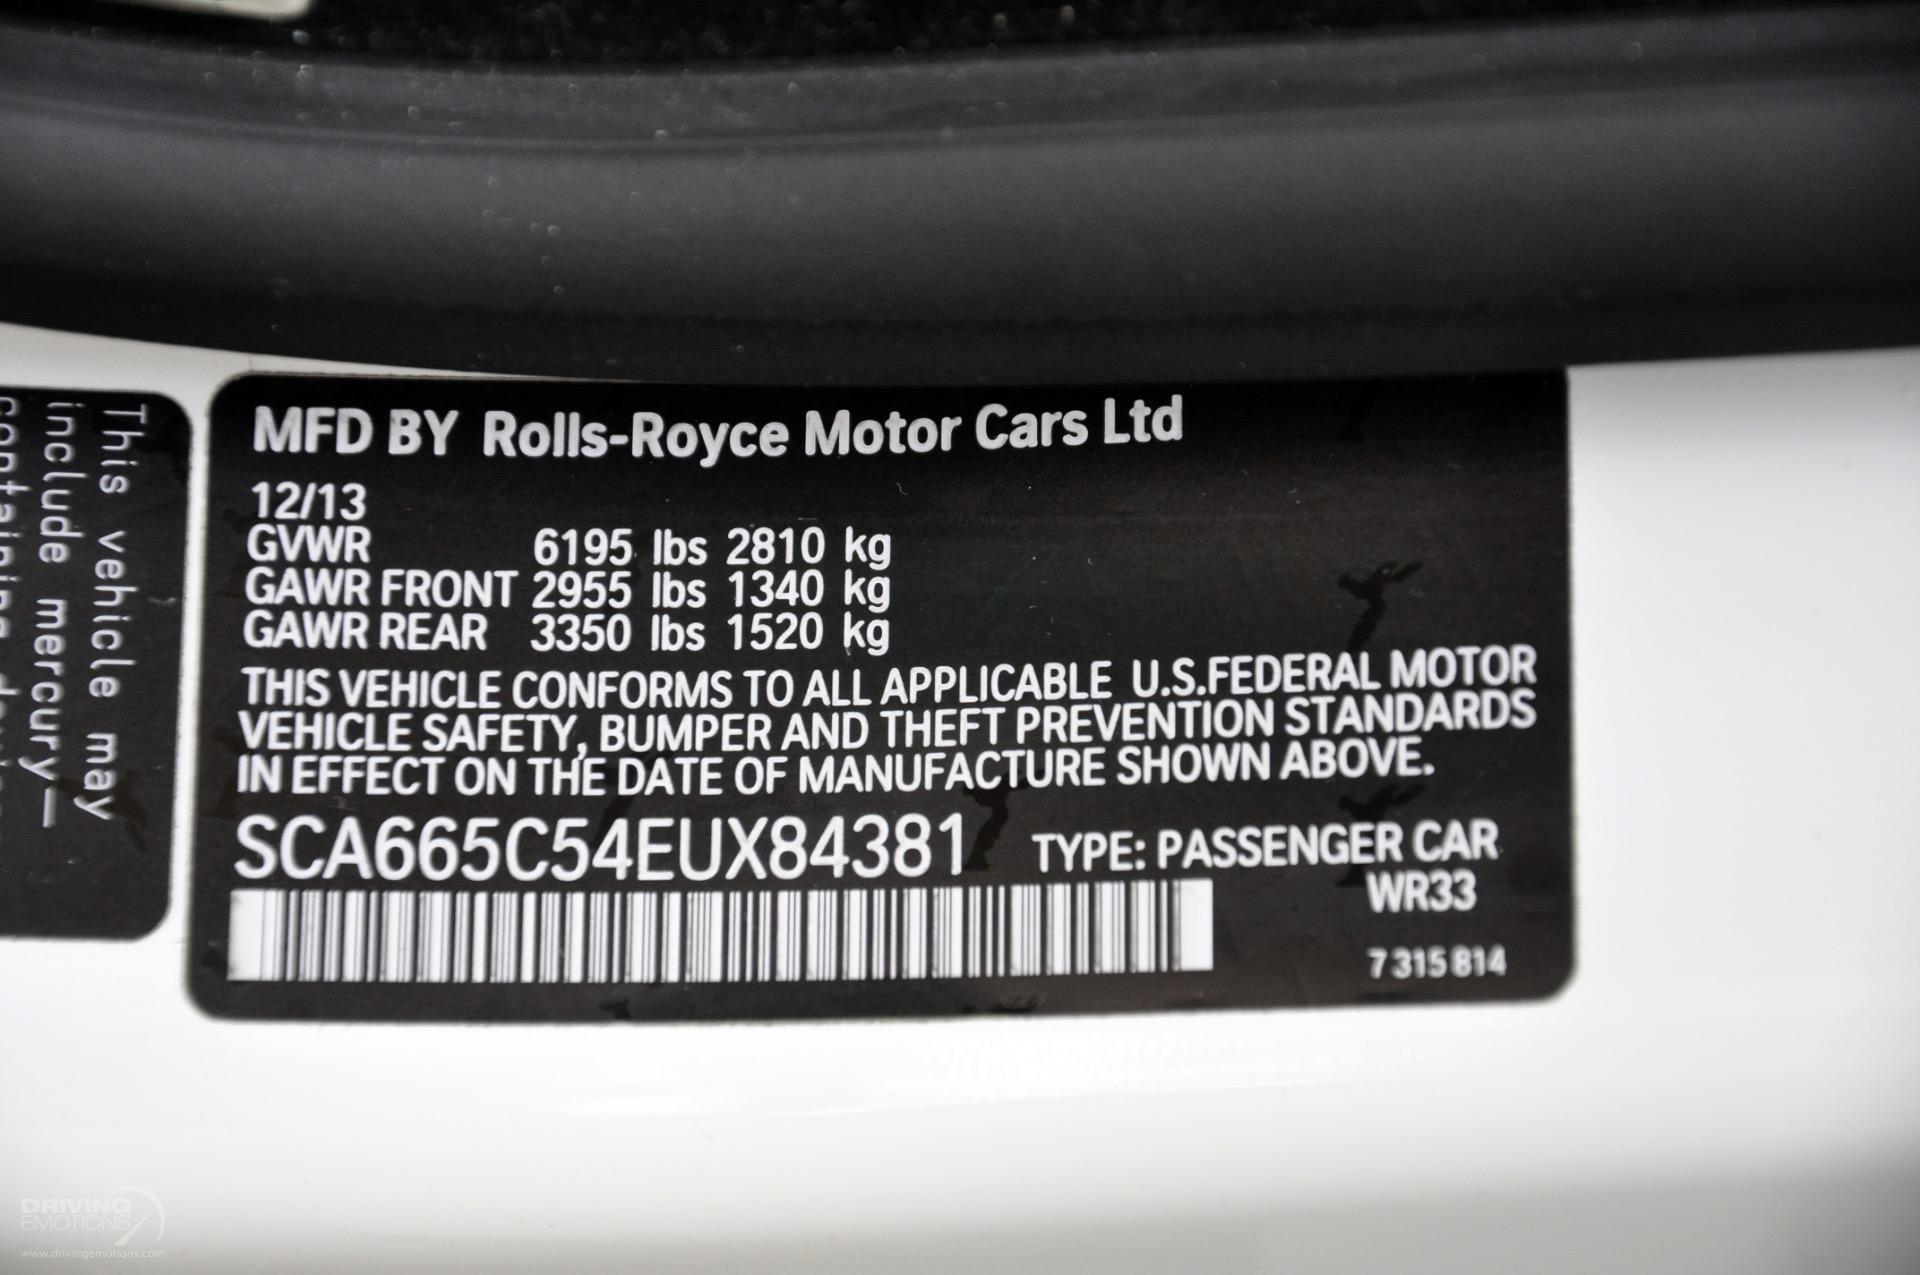 This vehicle may
include mercury—
MFD BY Rolls-Royce Motor Cars Ltd
12/13
GVWR 6195 lbs 2810 kg
GAWR FRONT 2955 lbs 1340 kg
GAWR REAR 3350 lbs 1520 kg
THIS VEHICLE CONFORMS TO ALL APPLICABLE U.S.FEDERAL MOTOR
VEHICLE SAFETY, BUMPER AND THEFT PREVENTION STANDARDS
IN EFFECT ON THE DATE OF MANUFACTURE SHOWN ABOVE.
SCA665C54EUX84381 TYPE: PASSENGER CAR
WR33
7 315 814
DRIVING
EMOTIONS
www.drivingemotions.com